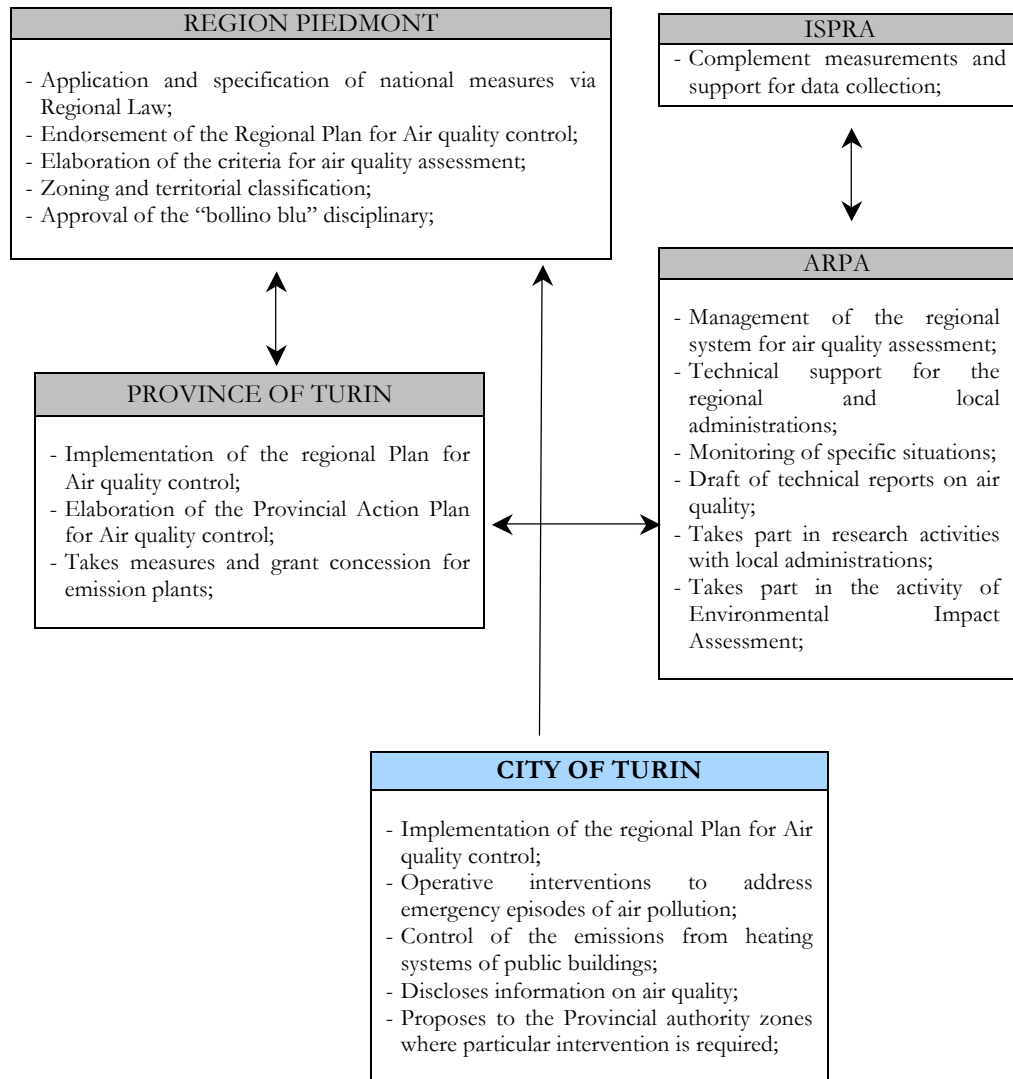 REGION PIEDMONT
- Application and specification of national measures via
Regional Law;
- Endorsement of the Regional Plan for Air quality control;
- Elaboration of the criteria for air quality assessment;
- Zoning and territorial classification;
- Approval of the “bollino blu” disciplinary;
ISPRA
- Complement measurements and
support for data collection;
ARPA
- Management of the regional
system for air quality assessment;
- Technical support for the
regional and local
administrations;
- Monitoring of specific situations;
- Draft of technical reports on air
quality;
- Takes part in research activities
with local administrations;
- Takes part in the activity of
Environmental Impact
Assessment;
PROVINCE OF TURIN
- Implementation of the regional Plan for
Air quality control;
- Elaboration of the Provincial Action Plan
for Air quality control;
- Takes measures and grant concession for
emission plants;
CITY OF TURIN
- Implementation of the regional Plan for Air
quality control;
- Operative interventions to address
emergency episodes of air pollution;
- Control of the emissions from heating
systems of public buildings;
- Discloses information on air quality;
- Proposes to the Provincial authority zones
where particular intervention is required;